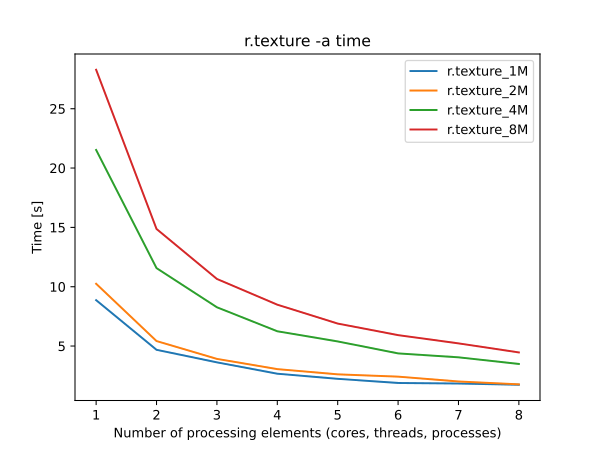 r.texture -a time
r.texture_1M
r.texture_2M
r.texture_4M
r.texture_8M
25
20
15
10
5
Time [s]
1 2 3 4 5 6 7 8
Number of processing elements (cores, threads, processes)